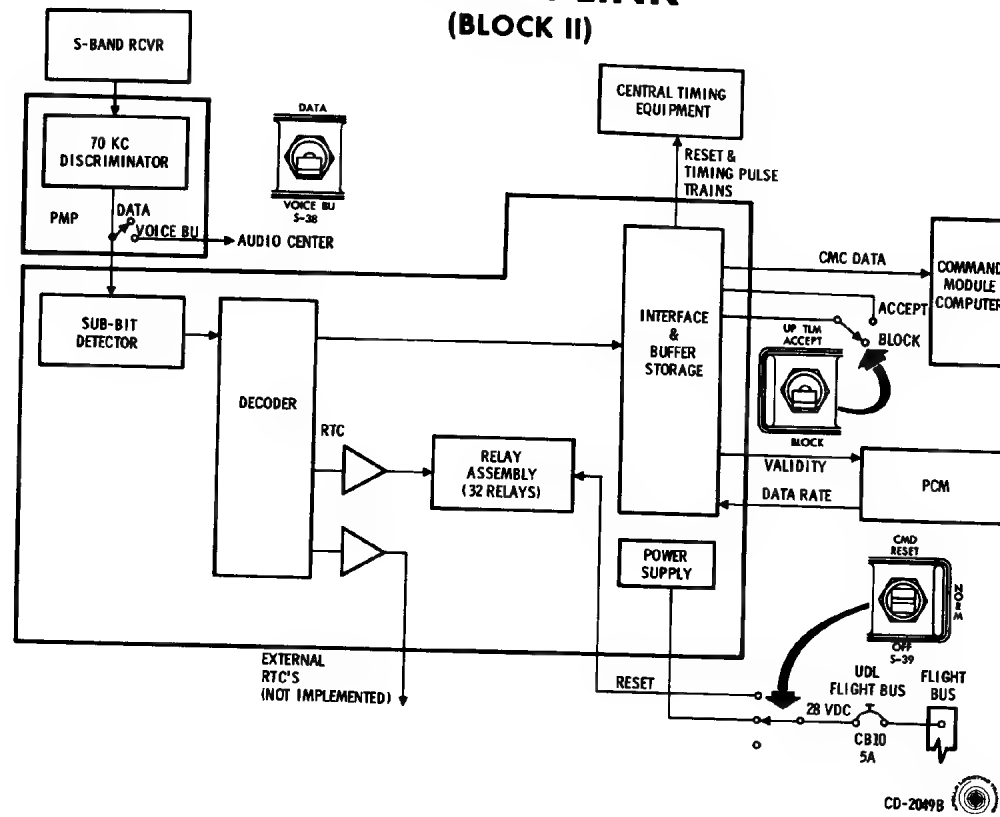 (BLOCK II)
S-BAND RCVR
70 KC
DISCRIMINATOR
PMP
DATA
VOICE BU
AUDIO CENTER
DATA
VOICE BU
S-38
CENTRAL TIMING
EQUIPMENT
RESET &
TIMING PULSE
TRAINS
SUB-BIT
DETECTOR
DECODER
RTC
RELAY
ASSEMBLY
(32 RELAYS)
INTERFACE
&
BUFFER
STORAGE
POWER
SUPPLY
CMC DATA
COMMAND
MODULE
COMPUTER
ACCEPT
BLOCK
UP TLM
ACCEPT
BLOCK
VALIDITY
DATA RATE
PCM
CMD
RESET
NORM
OFF
S-39
EXTERNAL
RTC'S
(NOT IMPLEMENTED)
RESET
28 VDC
UDL
FLIGHT BUS
CB10
5A
FLIGHT
BUS
CD-2049B